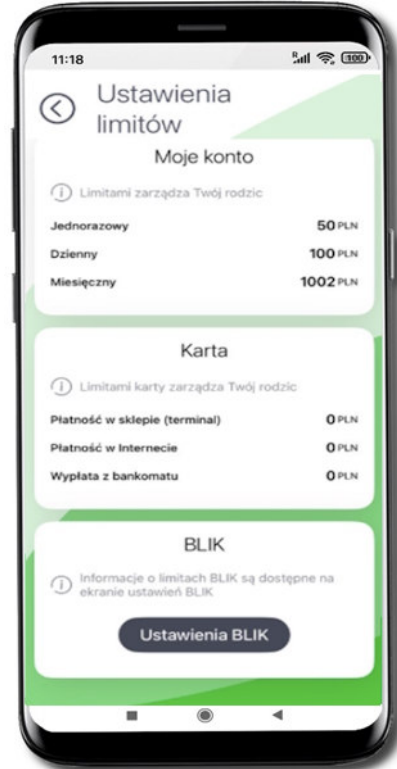 11:18
R
100
Ustawienia
limitów
Moje konto
Limitami zarządza Twój rodzic
Jednorazowy 50 PLN
Dzienny 100 PLN
Miesięczny 1002 PLN
Karta
Limitami karty zarządza Twój rodzic
Płatność w sklepie (terminal) 0 PLN
Płatność w Internecie 0 PLN
Wypłata z bankomatu 0 PLN
BLIK
Informacje o limitach BLIK są dostępne na
ekranie ustawień BLIK
Ustawienia BLIK